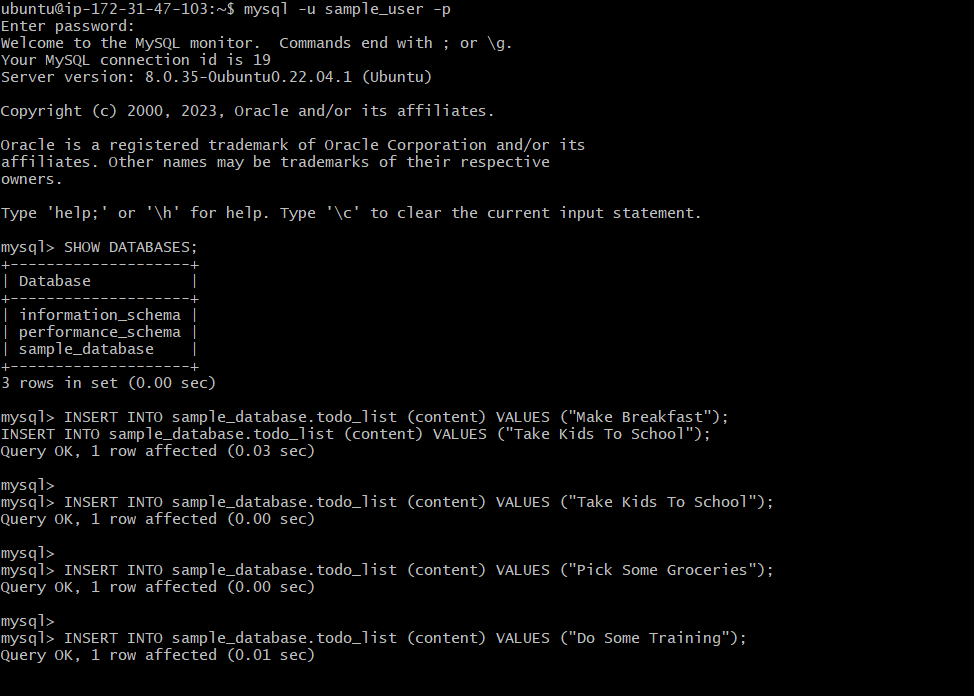 ubuntu@ip-172-31-47-103:~$ mysql -u sample_user -p
Enter password:
Welcome to the MySQL monitor.  Commands end with ; or \g.
Your MySQL connection id is 19
Server version: 8.0.35-0ubuntu0.22.04.1 (Ubuntu)

Copyright (c) 2000, 2023, Oracle and/or its affiliates.

Oracle is a registered trademark of Oracle Corporation and/or its
affiliates. Other names may be trademarks of their respective
owners.

Type 'help;' or '\h' for help. Type '\c' to clear the current input statement.

mysql> SHOW DATABASES;
+--------------------+
| Database           |
+--------------------+
| information_schema |
| performance_schema |
| sample_database    |
+--------------------+
3 rows in set (0.00 sec)

mysql> INSERT INTO sample_database.todo_list (content) VALUES ("Make Breakfast");
INSERT INTO sample_database.todo_list (content) VALUES ("Take Kids To School");
Query OK, 1 row affected (0.03 sec)

mysql>
mysql> INSERT INTO sample_database.todo_list (content) VALUES ("Take Kids To School");
Query OK, 1 row affected (0.00 sec)

mysql>
mysql> INSERT INTO sample_database.todo_list (content) VALUES ("Pick Some Groceries");
Query OK, 1 row affected (0.00 sec)

mysql>
mysql> INSERT INTO sample_database.todo_list (content) VALUES ("Do Some Training");
Query OK, 1 row affected (0.01 sec)